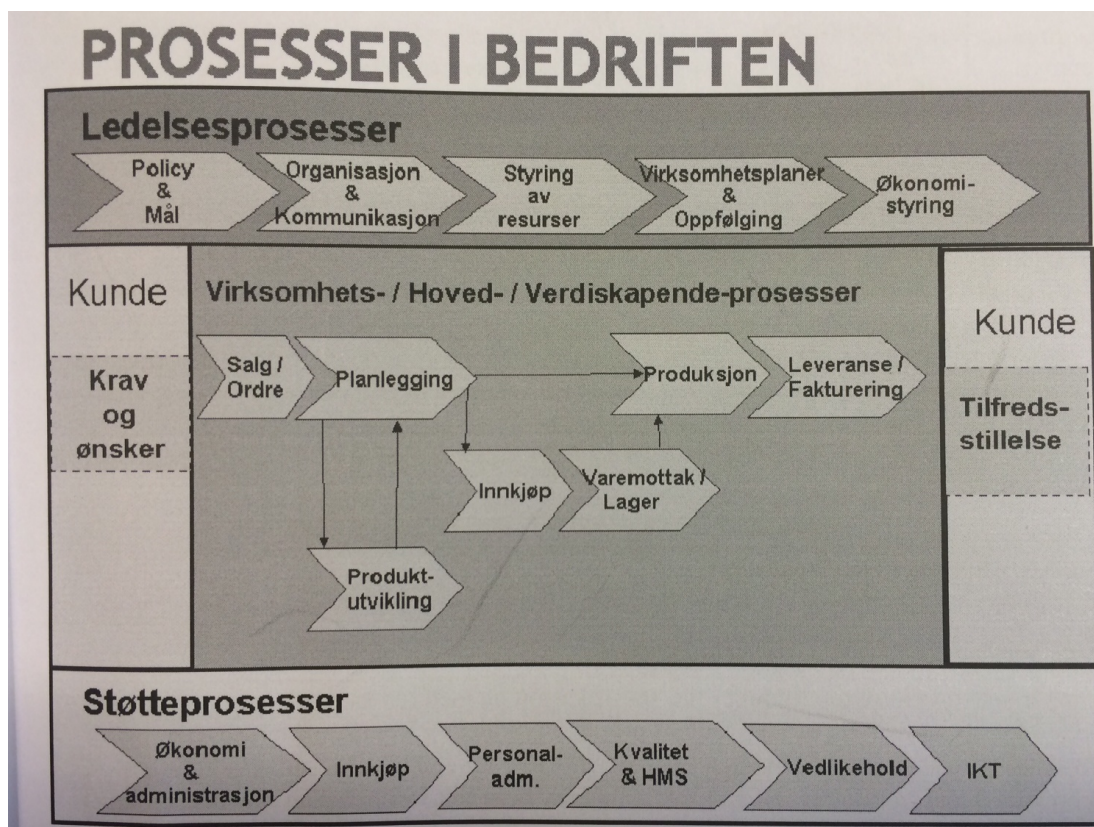 PROSESSER I BEDRIFTEN
Ledelsesprosesser
Policy
&
Mål
Organisasjon
&
Kommunikasjon
Styring
av
resurser
Virksomhetsplaner
&
Oppfølging
Økonomi-
styring
Kunde
Krav
og
ønsker
Virksomhets- / Hoved- / Verdiskapende-prosesser
Salg /
Ordre
Planlegging
Produksjon
Leveranse /
Fakturering
Innkjøp
Varemottak /
Lager
Produkt-
utvikling
Kunde
Tilfreds-
stillelse
Støtteprosesser
Økonomi
&
administrasjon
Innkjøp
Personal-
adm.
Kvalitet
& HMS
Vedlikehold
IKT